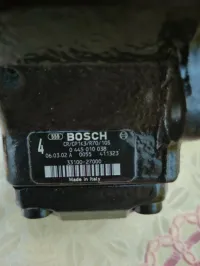 BOSCH
4
CR/CP1K3/R70/10S
0 445 010 038
06.03.02 A 0093 411323
33100-27000
Made in Italy